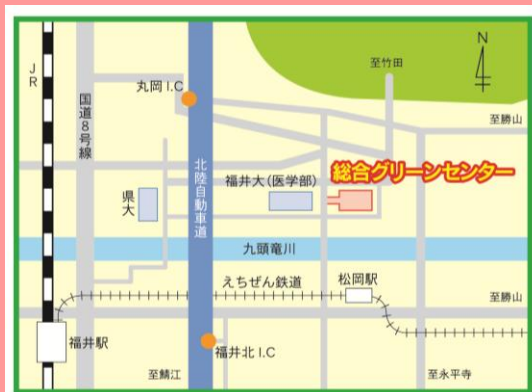 N
至竹田
JR
国道8号線
丸岡 I.C
至勝山
北陸自動車道
総合グリーンセンター
福井大(医学部)
県大
九頭竜川
えちぜん鉄道
松岡駅
至勝山
福井駅
福井北 I.C
至鯖江
至永平寺